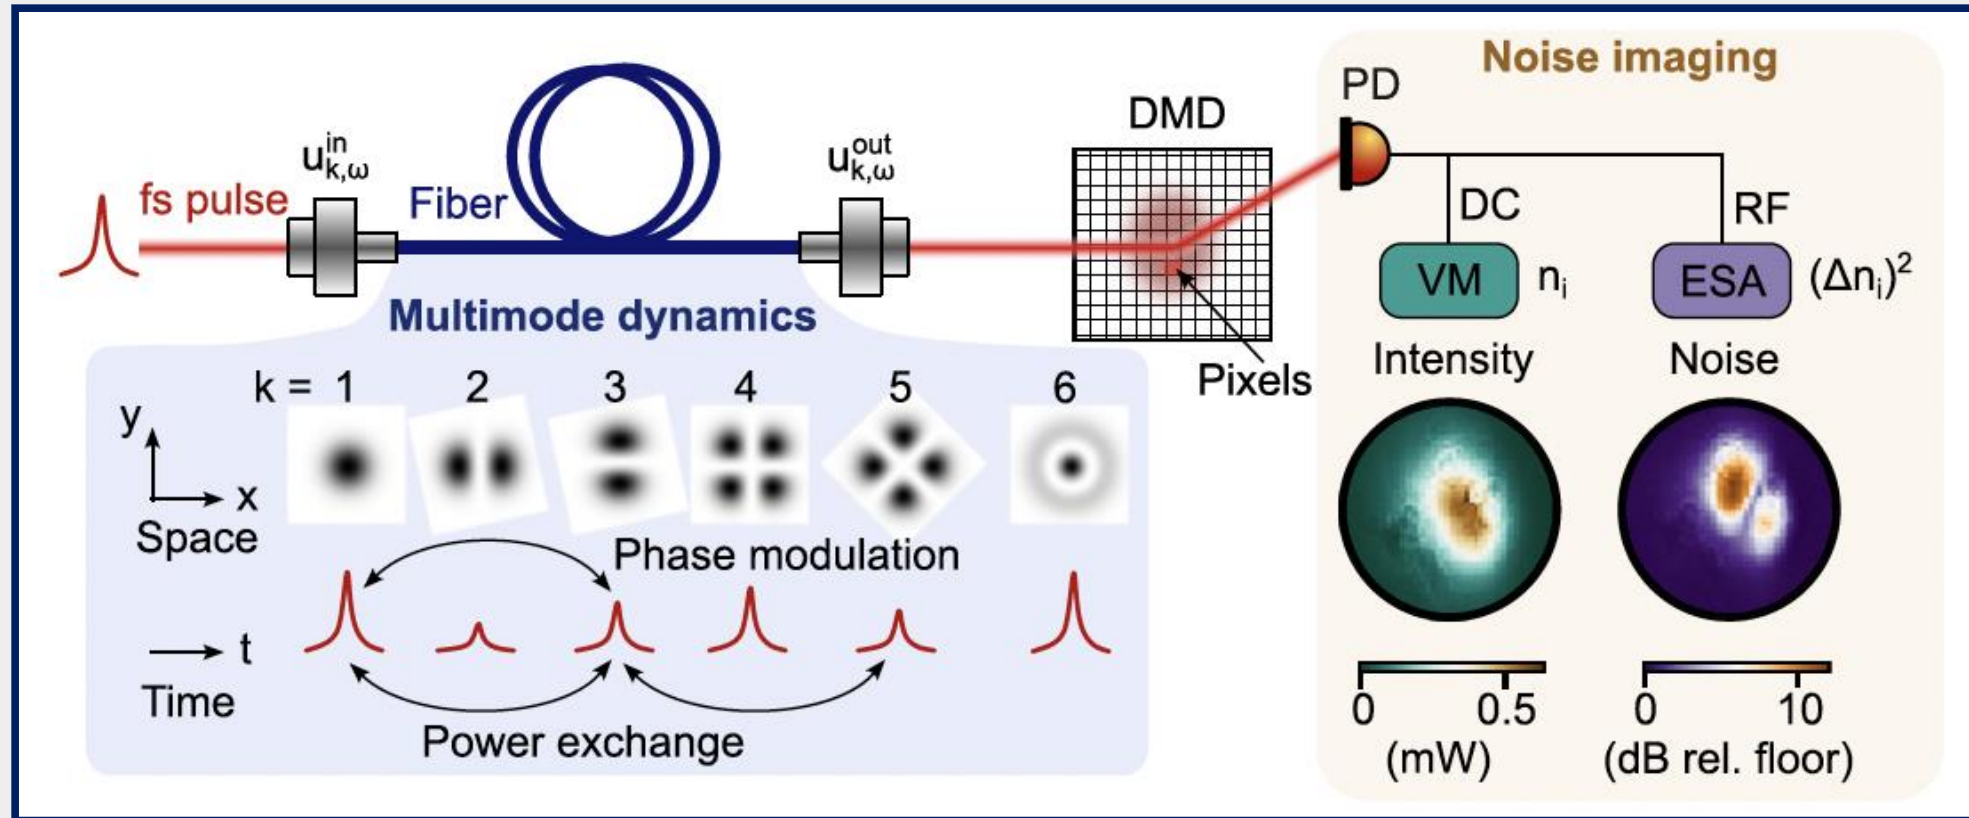 Noise imaging
PD
DMD
u^in_k,ω
u^out_k,ω
fs pulse
Fiber
DC
RF
VM
n_i
ESA
(Δn_i)²
Multimode dynamics
Pixels
Intensity
Noise
k = 1 2 3 4 5 6
y
x
Space
Phase modulation
t
Time
Power exchange
0 0.5
(mW)
0 10
(dB rel. floor)